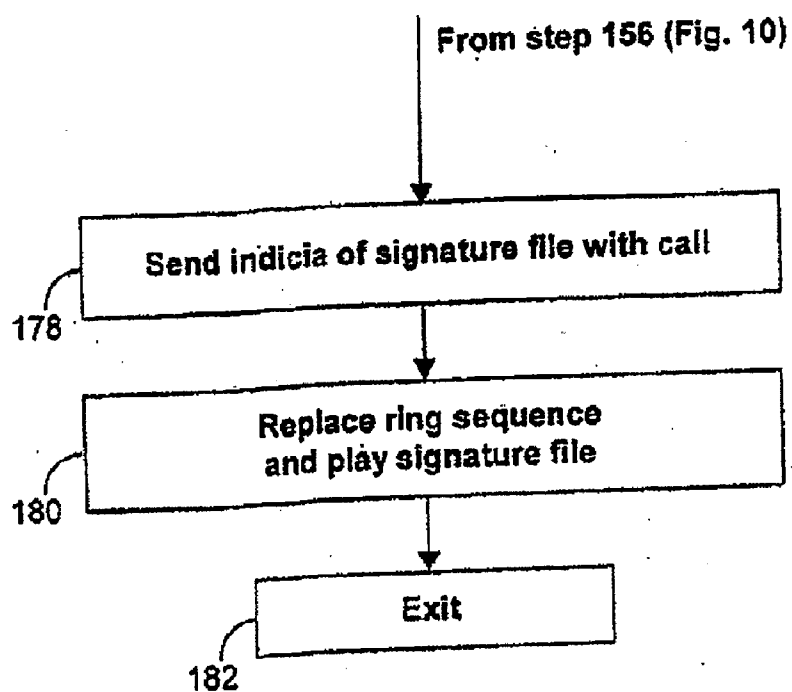 From step 156 (Fig. 10)
Send indicia of signature file with call
178
Replace ring sequence
and play signature file
180
Exit
182